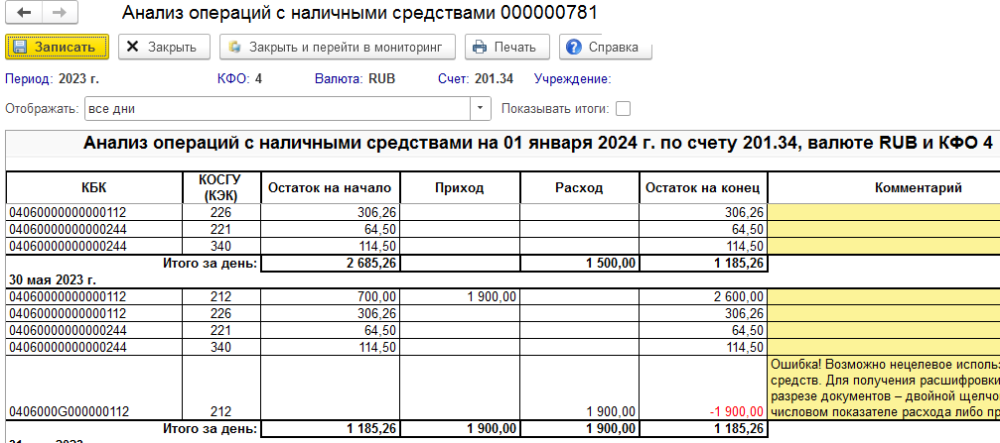 Анализ операций с наличными средствами 000000781
Записать Закрыть Закрыть и перейти в мониторинг Печать Справка
Период: 2023 г. КФО: 4 Валюта: RUB Счет: 201.34 Учреждение:
Отображать: все дни Показывать итоги:
Анализ операций с наличными средствами на 01 января 2024 г. по счету 201.34, валюте RUB и КФО 4
КБК КОСГУ (КЭК) Остаток на начало Приход Расход Остаток на конец Комментарий
04060000000000112 226 306,26 306,26
04060000000000244 221 64,50 64,50
04060000000000244 340 114,50 114,50
Итого за день: 2 685,26 1 500,00 1 185,26
30 мая 2023 г.
04060000000000112 212 700,00 1 900,00 2 600,00
04060000000000112 226 306,26 306,26
04060000000000244 221 64,50 64,50
04060000000000244 340 114,50 114,50
Ошибка! Возможно нецелевое исполь
средств. Для получения расшифровки
разрезе документов – двойной щелчо
0406000G000000112 212 1 900,00 -1 900,00 числовом показателе расхода либо пр
Итого за день: 1 185,26 1 900,00 1 900,00 1 185,26